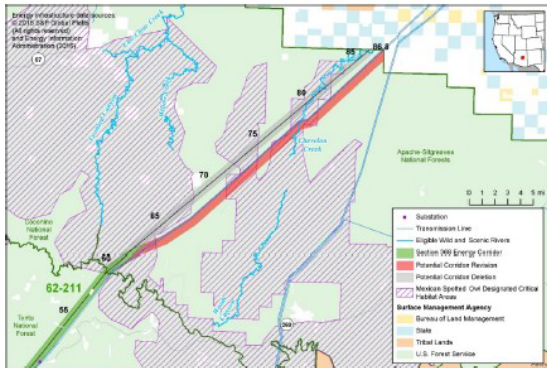 Energy infrastructure data sources:
© 2018 S&P Global Platts
(All rights reserved)
and Energy Information
Administration (2018)
87
85
86.8
80
Chevelon
Creek
75
70
Apache-Sitgreaves
National Forests
0 1 2 3 4 5 mi
65
Coconino
National
Forest
60
62-211
55
Tonto
National
Forest
260
Substation
Transmission Line
Eligible Wild and Scenic Rivers
Section 368 Energy Corridor
Potential Corridor Revision
Potential Corridor Deletion
Mexican Spotted Owl Designated Critical
Habitat Areas
Surface Management Agency
Bureau of Land Management
State
Tribal Lands
U.S. Forest Service